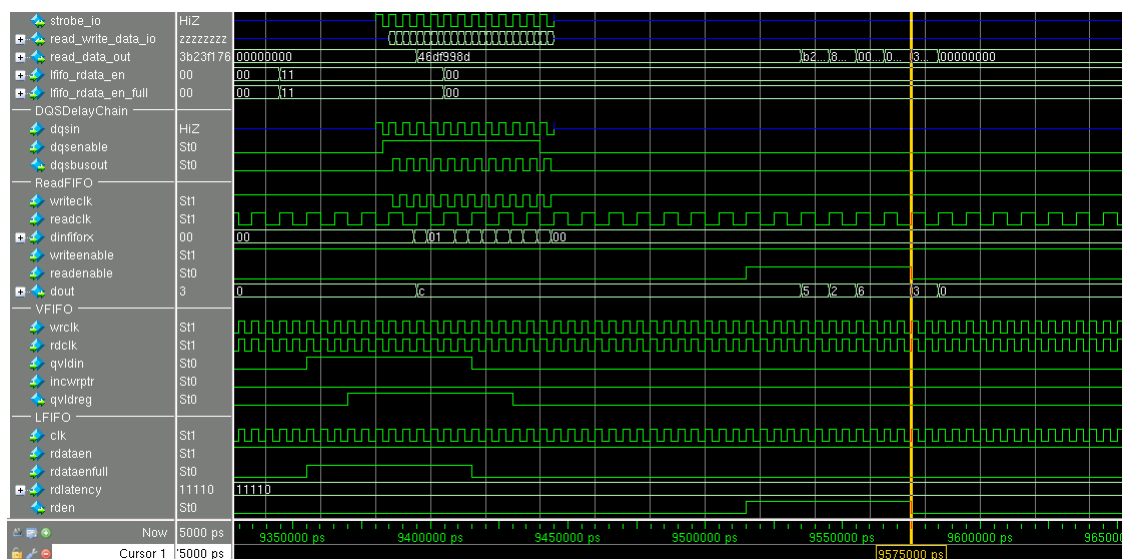 strobe_io HiZ
read_write_data_io zzzzzzzz
read_data_out 3b23f176 00000000 46df996d b2... 8... 00... 0... 3... 00000000
lfifo_rdata_en 00 00 11 00
lfifo_rdata_en_full 00 00 11 00
DQSDelayChain
dqsin HiZ
dqsenable St0
dqsbusout St0
ReadFIFO
writeclk St1
readclk St1
dinfiforx 00 00 01 00
writeenable St1
readenable St0
dout 3 0 c 5 2 6 3 0
VFIFO
wrclk St1
rdclk St1
qvldin St0
incwrptr St0
qvldreg St0
LFIFO
clk St1
rdataen St1
rdataenfull St0
rdlatency 11110 11110
rden St0
Now 5000 ps 9350000 ps 9400000 ps 9450000 ps 9500000 ps 9550000 ps 9600000 ps 965000
Cursor 1 5000 ps 9575000 ps